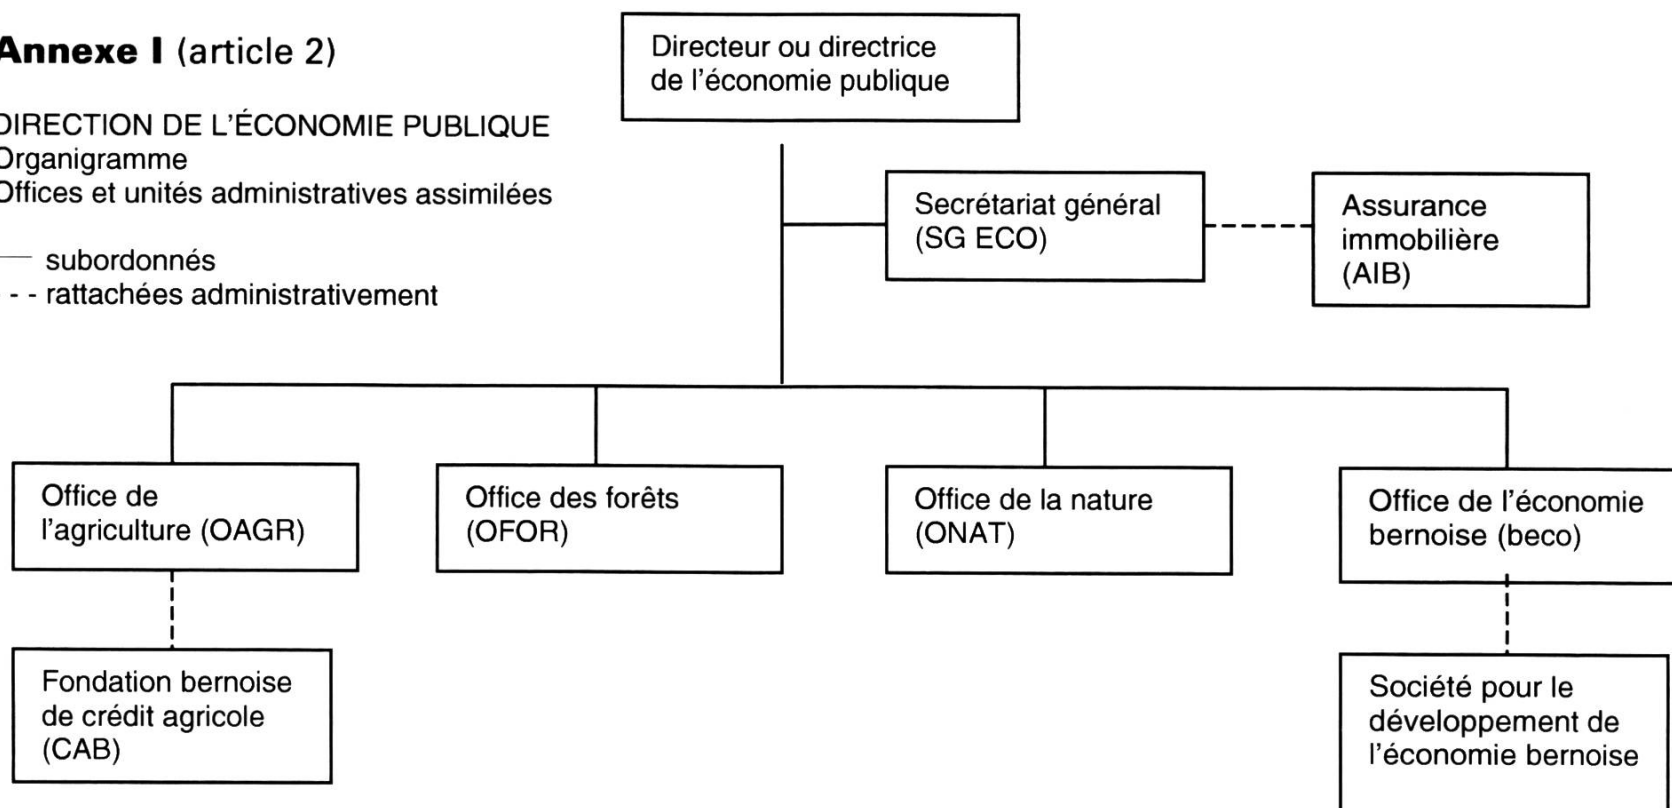 Annexe I (article 2)
DIRECTION DE L'ÉCONOMIE PUBLIQUE
Organigramme
Offices et unités administratives assimilées
subordonnés
- - rattachées administrativement
Directeur ou directrice
de l'économie publique
Secrétariat général
(SG ECO)
Assurance
immobilière
(AIB)
Office de
l'agriculture (OAGR)
Office des forêts
(OFOR)
Office de la nature
(ONAT)
Office de l'économie
bernoise (beco)
Fondation bernoise
de crédit agricole
(CAB)
Société pour le
développement de
l'économie bernoise